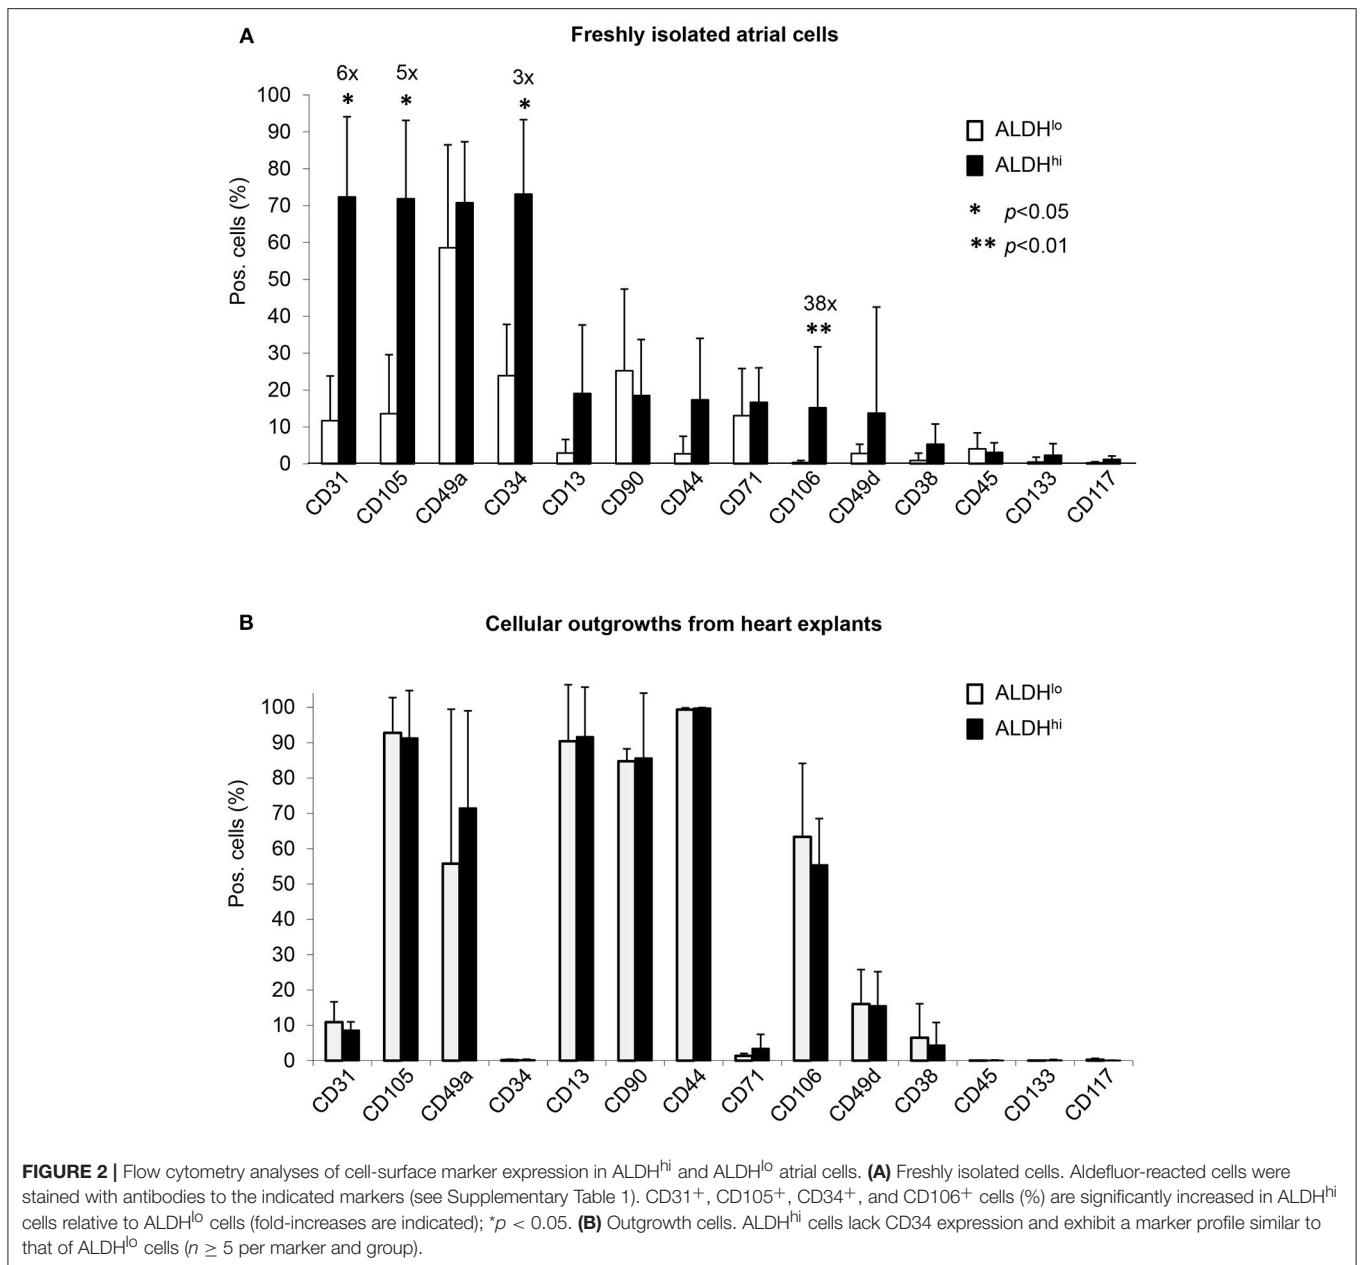 A
Freshly isolated atrial cells
6x
5x
3x
*
*
*
100
90
80
70
60
50
40
30
20
10
0
Pos. cells (%)
ALDHlo
ALDHhi
* p<0.05
** p<0.01
38x
**
CD31
CD105
CD49a
CD34
CD13
CD90
CD44
CD71
CD106
CD49d
CD38
CD45
CD133
CD117
B
Cellular outgrowths from heart explants
100
90
80
70
60
50
40
30
20
10
0
Pos. cells (%)
ALDHlo
ALDHhi
CD31
CD105
CD49a
CD34
CD13
CD90
CD44
CD71
CD106
CD49d
CD38
CD45
CD133
CD117
FIGURE 2 | Flow cytometry analyses of cell-surface marker expression in ALDHhi and ALDHlo atrial cells. (A) Freshly isolated cells. Aldefluor-reacted cells were
stained with antibodies to the indicated markers (see Supplementary Table 1). CD31+, CD105+, CD34+, and CD106+ cells (%) are significantly increased in ALDHhi
cells relative to ALDHlo cells (fold-increases are indicated); *p < 0.05. (B) Outgrowth cells. ALDHhi cells lack CD34 expression and exhibit a marker profile similar to
that of ALDHlo cells (n ≥ 5 per marker and group).